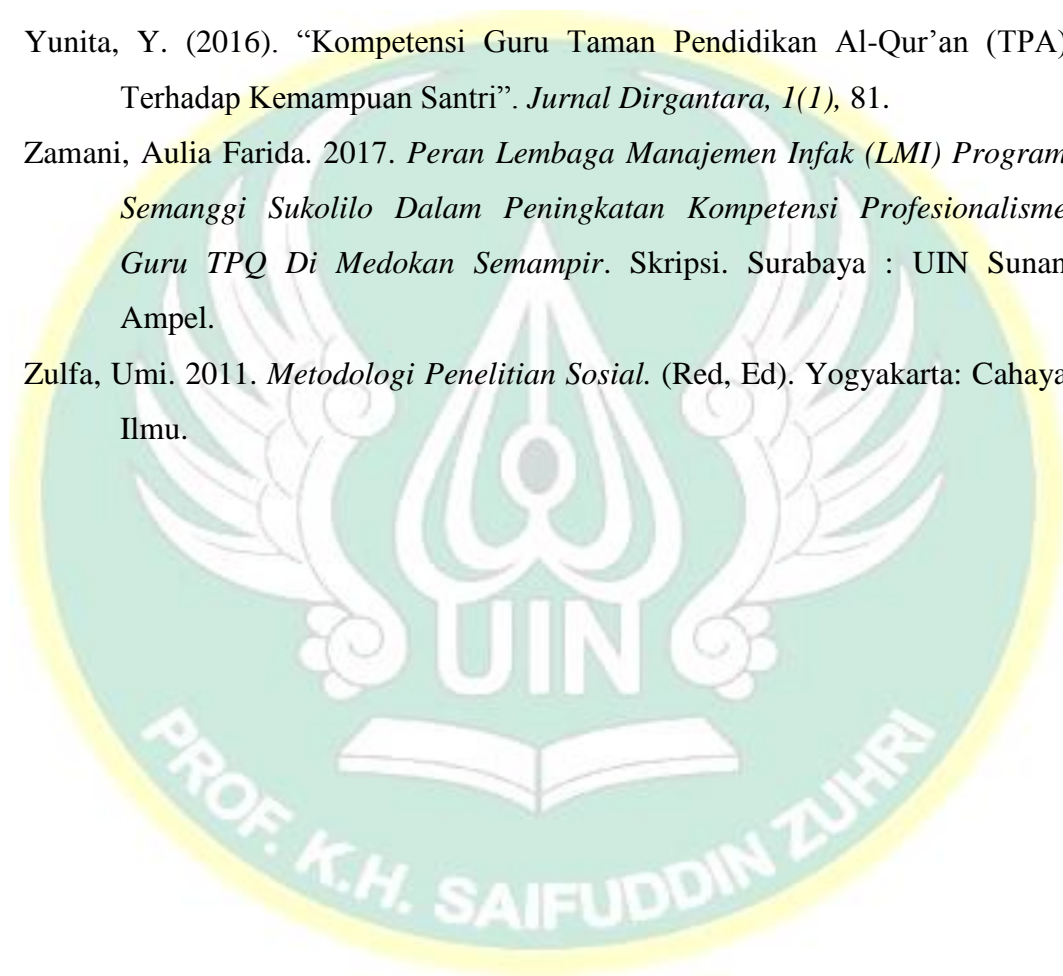 Yunita, Y. (2016). “Kompetensi Guru Taman Pendidikan Al-Qur’an (TPA)
Terhadap Kemampuan Santri”. Jurnal Dirgantara, 1(1), 81.
Zamani, Aulia Farida. 2017. Peran Lembaga Manajemen Infak (LMI) Program
Semanggi Sukolilo Dalam Peningkatan Kompetensi Profesionalisme
Guru TPQ Di Medokan Semampir. Skripsi. Surabaya : UIN Sunan
Ampel.
Zulfa, Umi. 2011. Metodologi Penelitian Sosial. (Red, Ed). Yogyakarta: Cahaya
Ilmu.
UIN
PROF. K.H. SAIFUDDIN ZUHRI